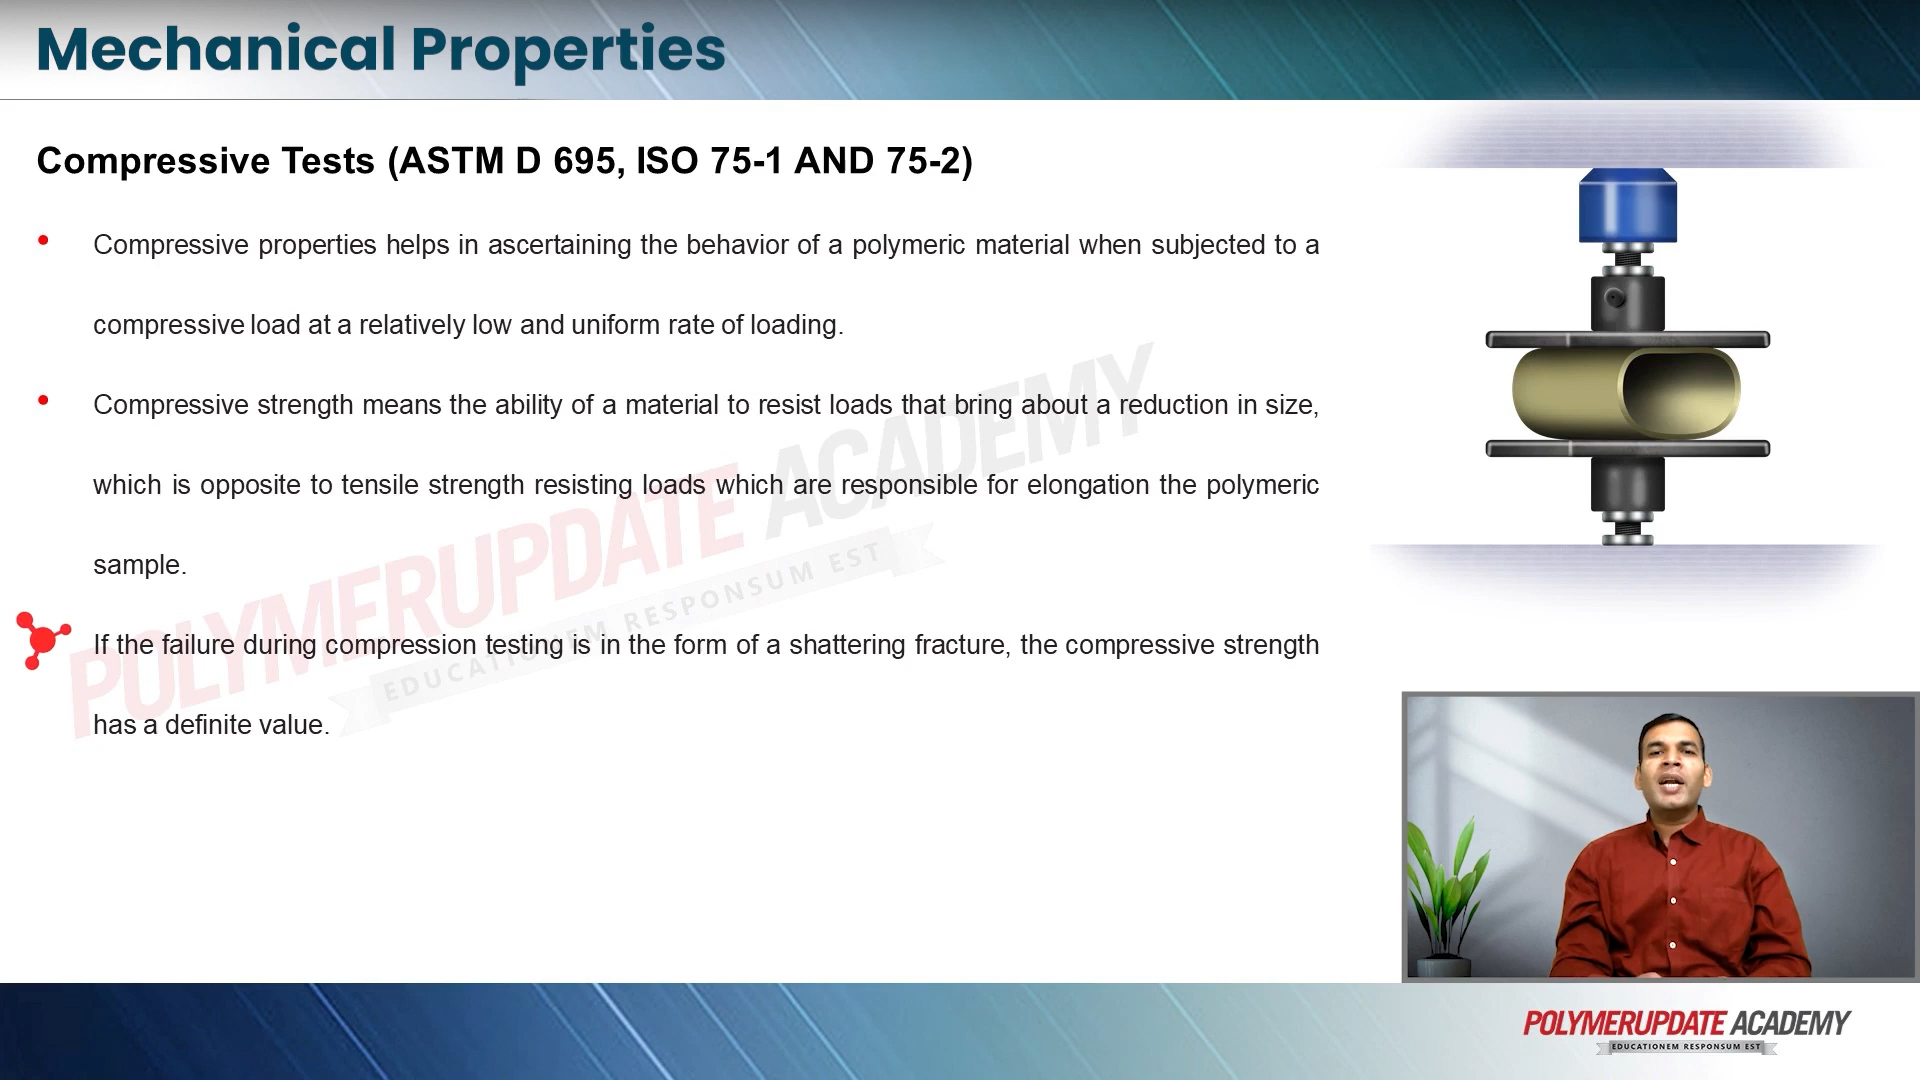 Mechanical Properties
Compressive Tests (ASTM D 695, ISO 75-1 AND 75-2)
Compressive properties helps in ascertaining the behavior of a polymeric material when subjected to a
compressive load at a relatively low and uniform rate of loading.
Compressive strength means the ability of a material to resist loads that bring about a reduction in size,
which is opposite to tensile strength resisting loads which are responsible for elongation the polymeric
sample.
If the failure during compression testing is in the form of a shattering fracture, the compressive strength
has a definite value.
POLYMERUPDATE ACADEMY
EDUCATIONEM RESPONSUM EST
POLYMERUPDATE ACADEMY
EDUCATIONEM RESPONSUM EST